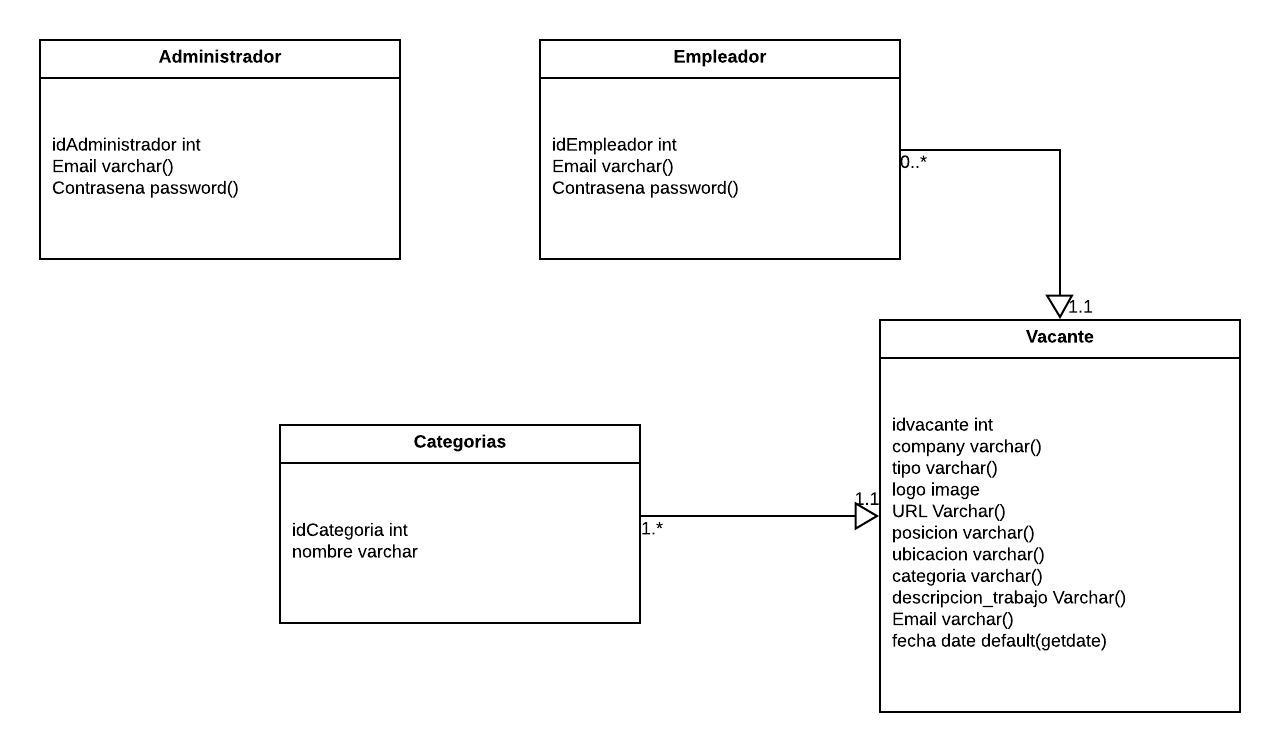 Administrador
idAdministrador int
Email varchar()
Contrasena password()
Empleador
idEmpleador int
Email varchar()
Contrasena password()
0..*
1.1
Vacante
idvacante int
company varchar()
tipo varchar()
logo image
URL Varchar()
posicion varchar()
ubicacion varchar()
categoria varchar()
descripcion_trabajo Varchar()
Email varchar()
fecha date default(getdate)
Categorias
idCategoria int
nombre varchar
1.*
1.1